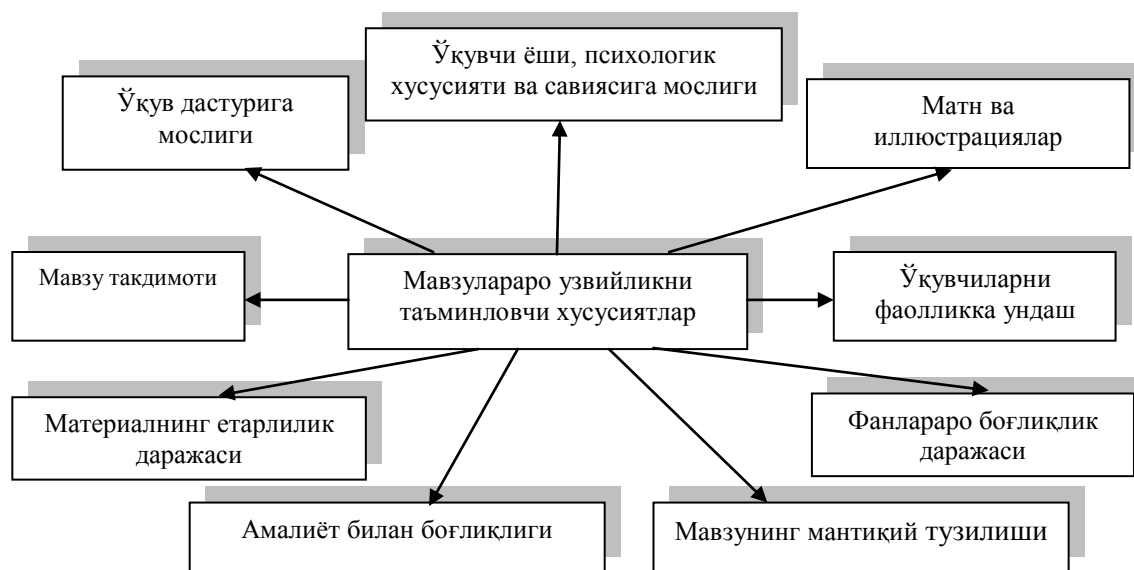 Ўқувчи ёши, психологик
хусусияти ва савиясига мослиги
Ўқув дастурига
мослиги
Матн ва
иллюстрациялар
Мавзу такдимоти
Мавзулараро узвийликни
таъминловчи хусусиятлар
Ўқувчиларни
фаолликка ундаш
Материалнинг етарлилик
даражаси
Фанлараро боғлиқлик
даражаси
Амалиёт билан боғлиқлиги
Мавзунинг мантиқий тузилиши